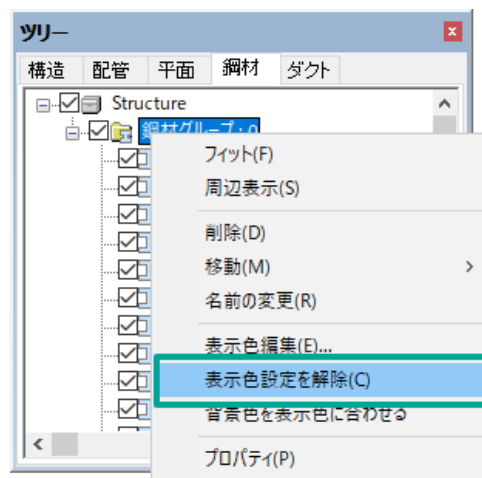 ツリー
構造 配管 平面 鋼材 ダクト
Structure
鋼材グループ:0
フィット(F)
周辺表示(S)
削除(D)
移動(M)
名前の変更(R)
表示色編集(E)...
表示色設定を解除(C)
背景色を表示色に合わせる
プロパティ(P)